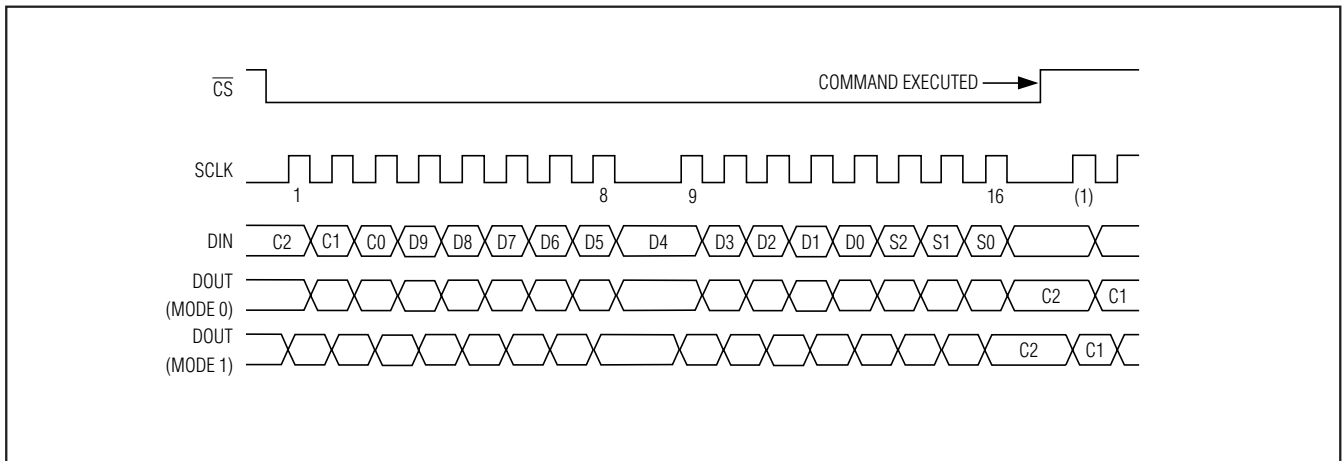 CS
COMMAND EXECUTED
SCLK
1 8 9 16 (1)
DIN C2 C1 C0 D9 D8 D7 D6 D5 D4 D3 D2 D1 D0 S2 S1 S0
DOUT
(MODE 0) C2 C1
DOUT
(MODE 1) C2 C1